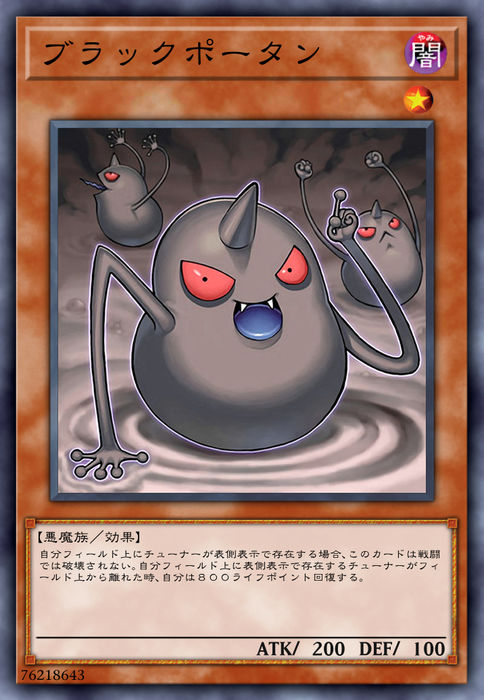 ブラックポータン
やみ
闇
【悪魔族／効果】
自分フィールド上にチューナーが表側表示で存在する場合、このカードは戦闘
では破壊されない。自分フィールド上に表側表示で存在するチューナーがフィ
ールド上から離れた時、自分は８００ライフポイント回復する。
ATK/ 200 DEF/ 100
76218643